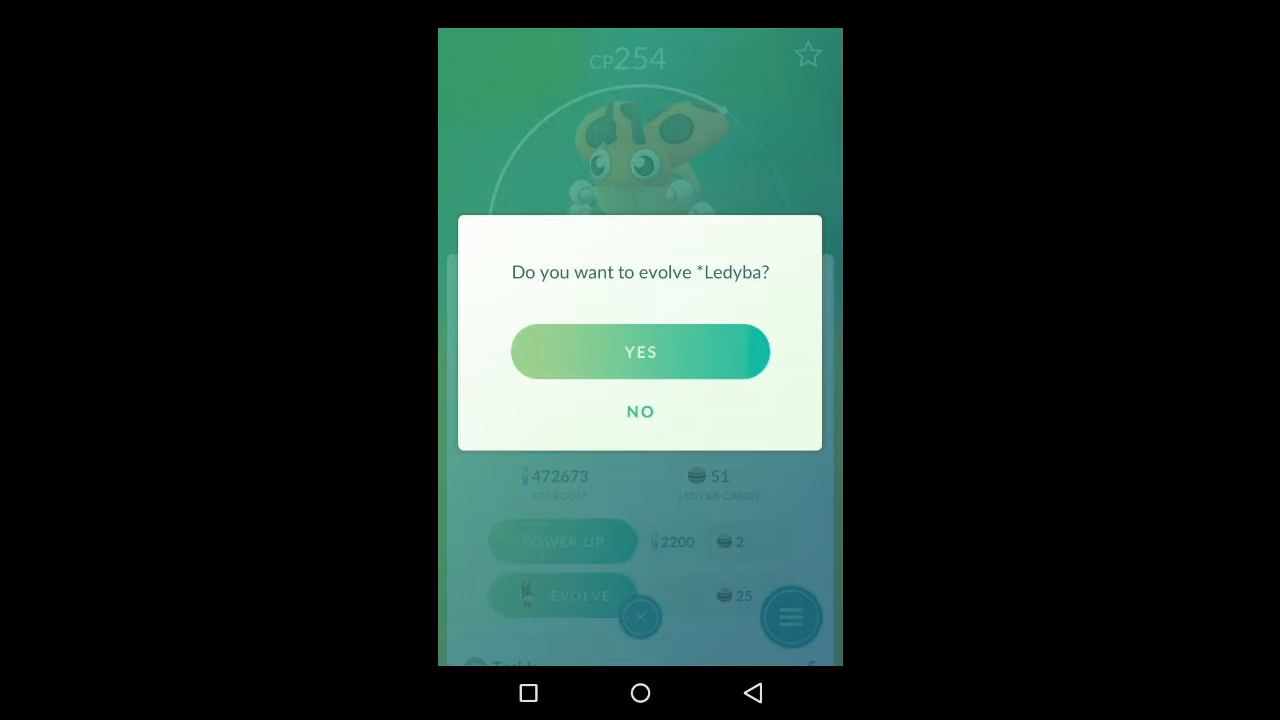 CP254
Do you want to evolve *Ledyba?
YES
NO
472673
51
STARDUST
LEDYBA CANDY
POWER UP
2200
2
EVOLVE
25